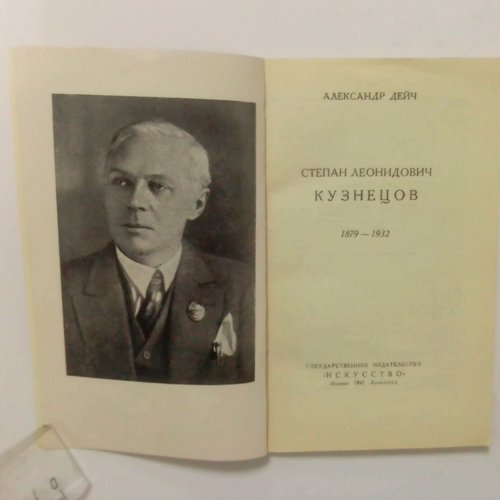 АЛЕКСАНДР ДЕЙЧ
СТЕПАН ЛЕОНИДОВИЧ
КУЗНЕЦОВ
1879 — 1932
ГОСУДАРСТВЕННОЕ ИЗДАТЕЛЬСТВО
«ИСКУССТВО»
Москва